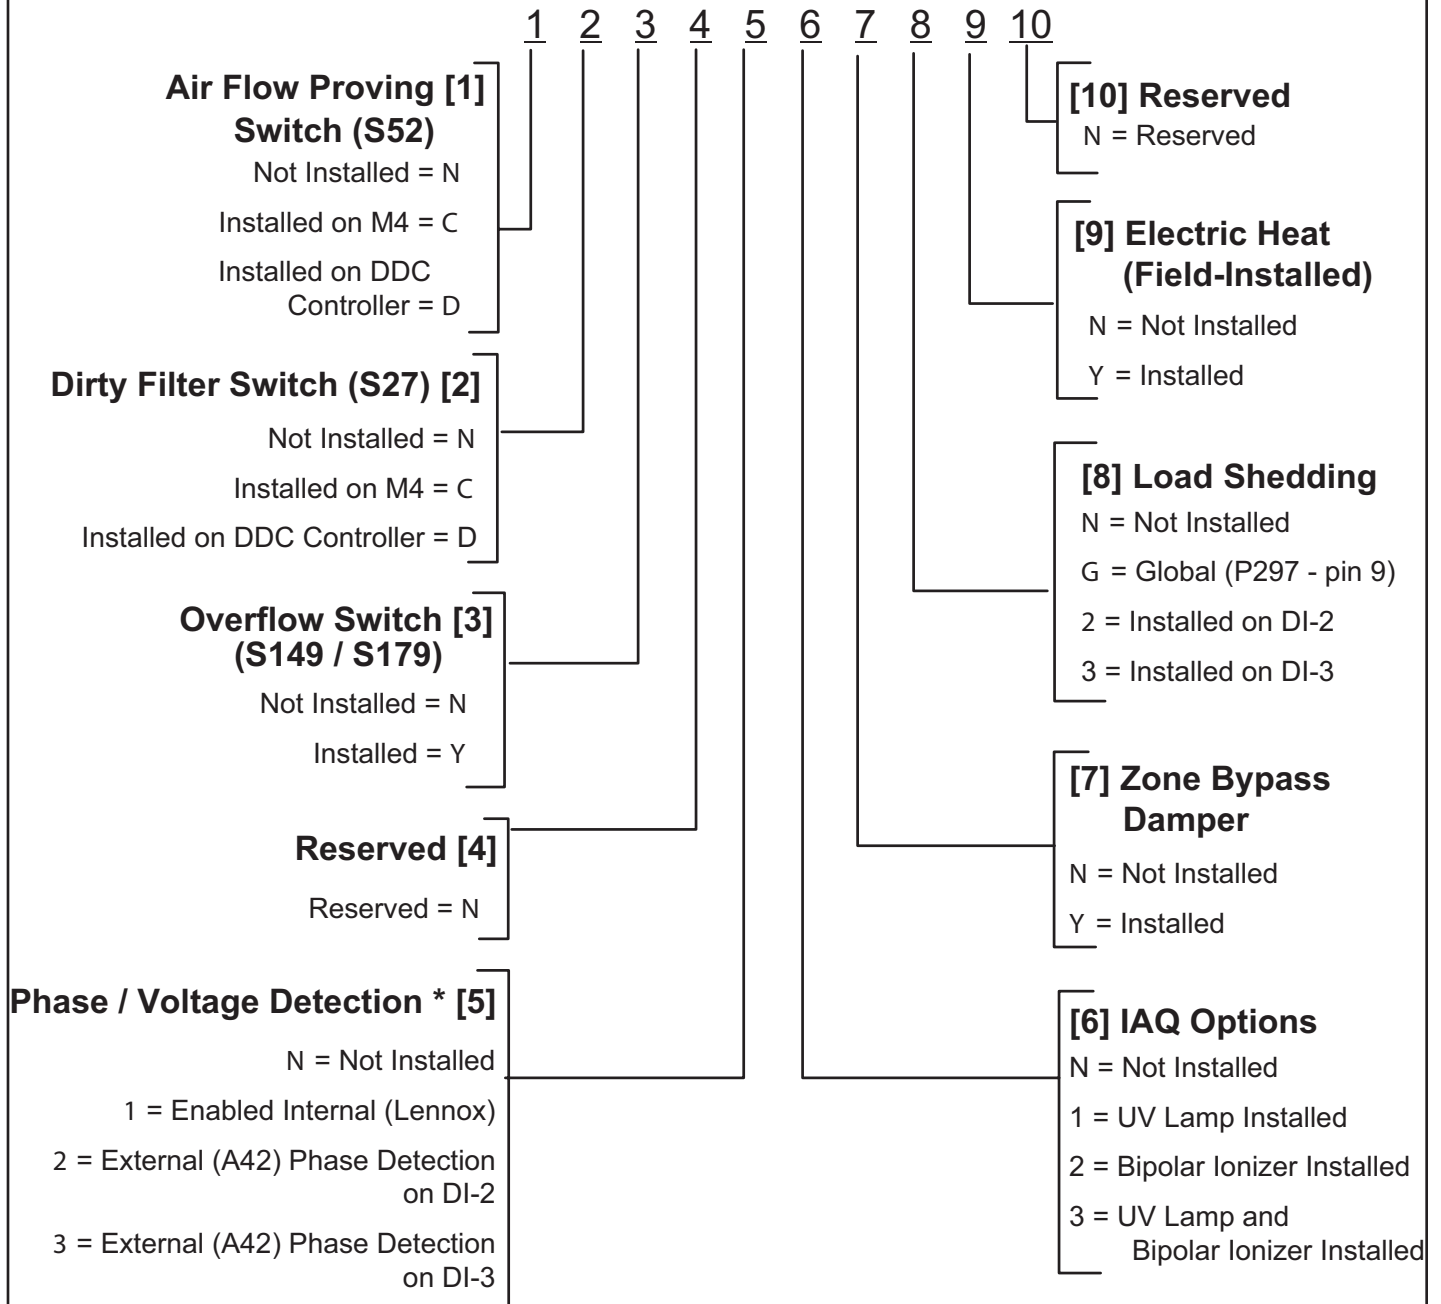 1 2 3 4 5 6 7 8 9 10
Air Flow Proving [1]
Switch (S52)
Not Installed = N
Installed on M4 = C
Installed on DDC
Controller = D
Dirty Filter Switch (S27) [2]
Not Installed = N
Installed on M4 = C
Installed on DDC Controller = D
Overflow Switch [3]
(S149 / S179)
Not Installed = N
Installed = Y
Reserved [4]
Reserved = N
Phase / Voltage Detection * [5]
N = Not Installed
1 = Enabled Internal (Lennox)
2 = External (A42) Phase Detection
on DI-2
3 = External (A42) Phase Detection
on DI-3
[10] Reserved
N = Reserved
[9] Electric Heat
(Field-Installed)
N = Not Installed
Y = Installed
[8] Load Shedding
N = Not Installed
G = Global (P297 - pin 9)
2 = Installed on DI-2
3 = Installed on DI-3
[7] Zone Bypass
Damper
N = Not Installed
Y = Installed
[6] IAQ Options
N = Not Installed
1 = UV Lamp Installed
2 = Bipolar Ionizer Installed
3 = UV Lamp and
Bipolar Ionizer Installed